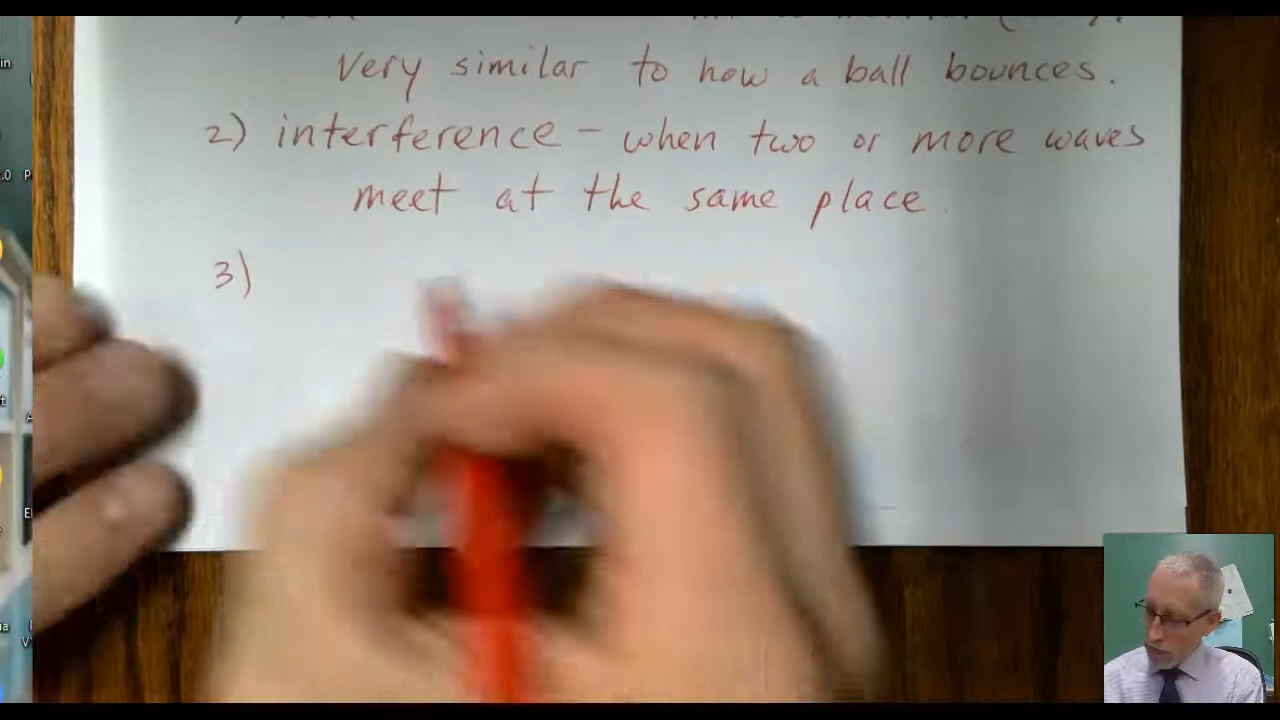 very similar to how a ball bounces.
2) interference - when two or more waves
meet at the same place.
3)